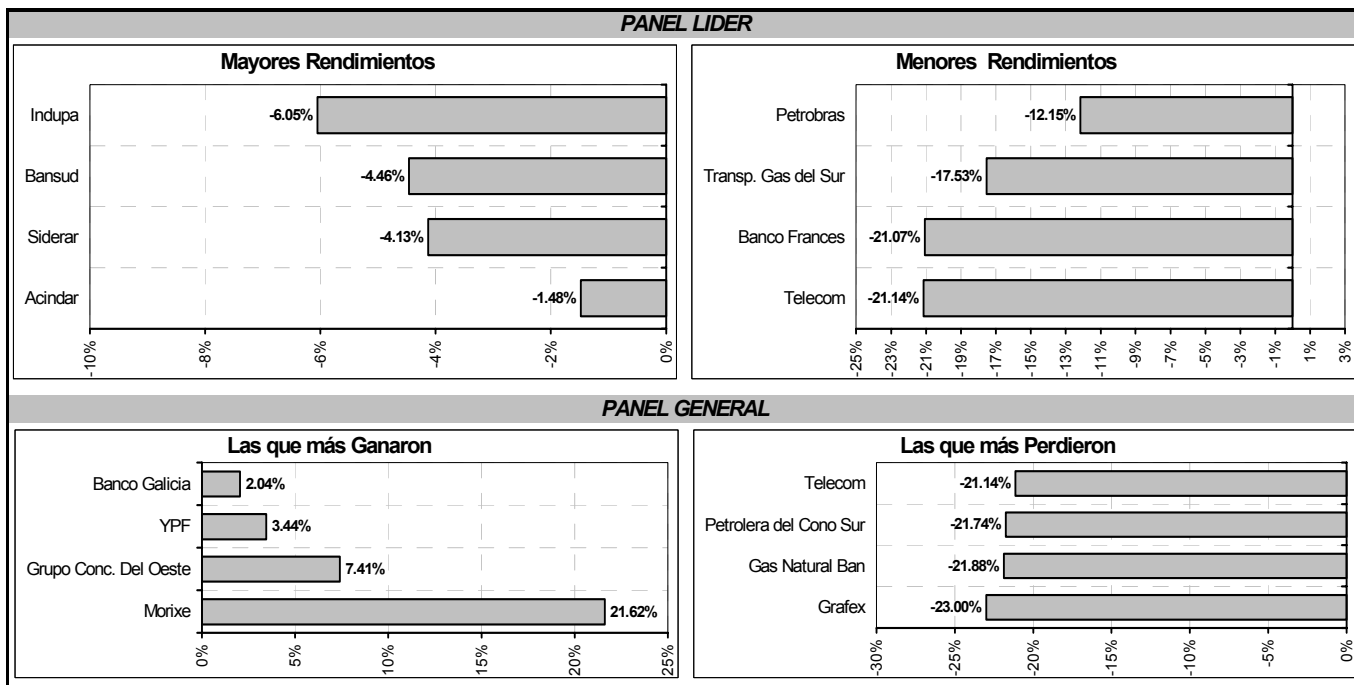 PANEL LIDER
Mayores Rendimientos
Indupa
-6.05%
Bansud
-4.46%
Siderar
-4.13%
Acindar
-1.48%
-10%
-8%
-6%
-4%
-2%
0%
Menores Rendimientos
Petrobras
-12.15%
Transp. Gas del Sur
-17.53%
Banco Frances
-21.07%
Telecom
-21.14%
-25%
-23%
-21%
-19%
-17%
-15%
-13%
-11%
-9%
-7%
-5%
-3%
-1%
1%
3%
PANEL GENERAL
Las que más Ganaron
Banco Galicia
2.04%
YPF
3.44%
Grupo Conc. Del Oeste
7.41%
Morixe
21.62%
0%
5%
10%
15%
20%
25%
Las que más Perdieron
Telecom
-21.14%
Petrolera del Cono Sur
-21.74%
Gas Natural Ban
-21.88%
Grafex
-23.00%
-30%
-25%
-20%
-15%
-10%
-5%
0%